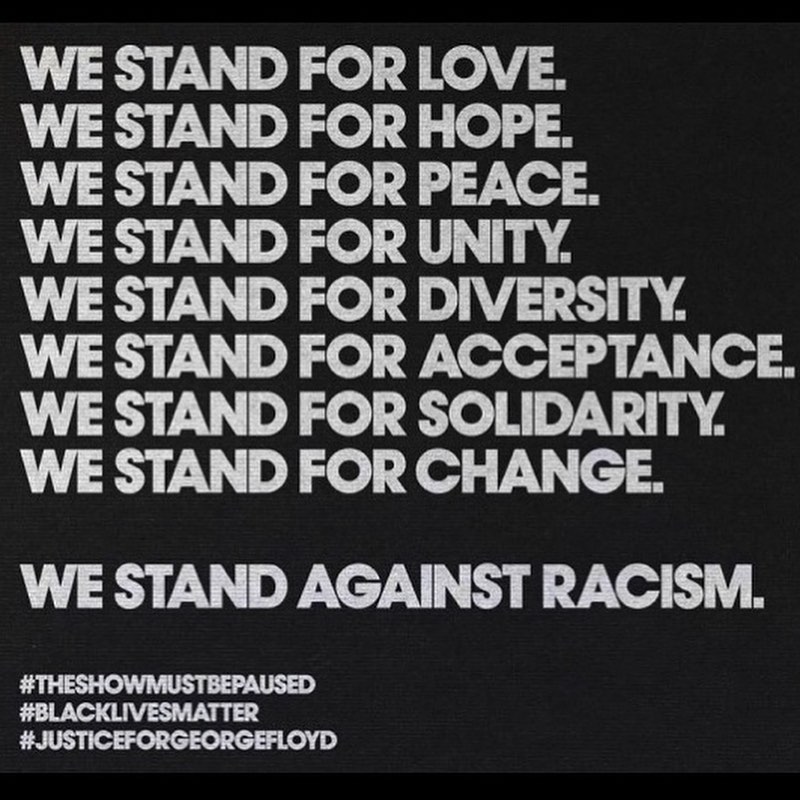 WE STAND FOR LOVE.
WE STAND FOR HOPE.
WE STAND FOR PEACE.
WE STAND FOR UNITY.
WE STAND FOR DIVERSITY.
WE STAND FOR ACCEPTANCE.
WE STAND FOR SOLIDARITY.
WE STAND FOR CHANGE.
WE STAND AGAINST RACISM.
#THESHOWMUSTBEPAUSED
#BLACKLIVESMATTER
#JUSTICEFORGEORGEFLOYD